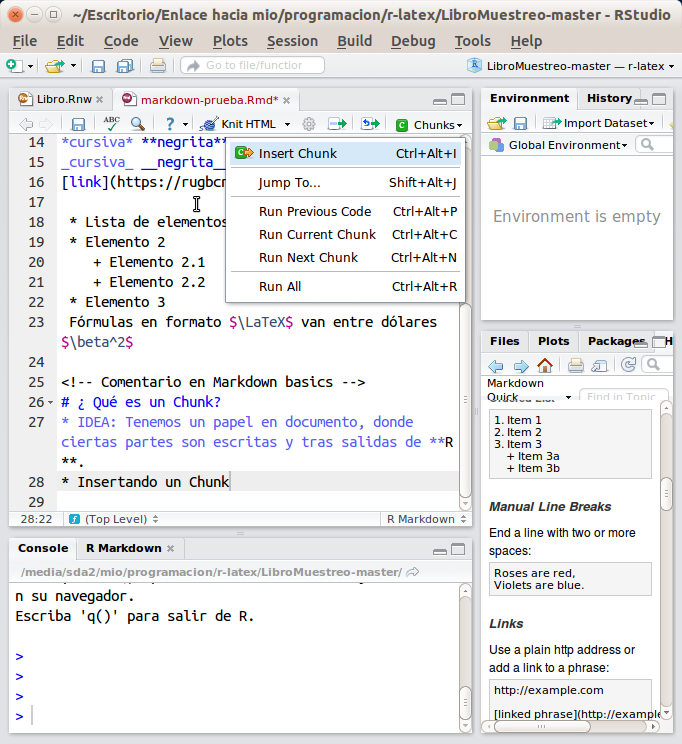 ~/Escritorio/Enlace hacia mio/programacion/r-latex/LibroMuestreo-master - RStudio
File Edit Code View Plots Session Build Debug Tools Help
Go to file/function
LibroMuestreo-master — r-latex
Libro.Rnw
markdown-prueba.Rmd*
ABC
Knit HTML
Chunks
14 *cursiva* **negrita**
15 _cursiva_ __negrita__
16 [link](https://rugbcn
17
18 * Lista de elementos
19 * Elemento 2
20 + Elemento 2.1
21 + Elemento 2.2
22 * Elemento 3
23 Fórmulas en formato $\LaTeX$ van entre dólares
$\beta^2$
24
25 <!-- Comentario en Markdown basics -->
26 # ¿ Qué es un Chunk?
27 * IDEA: Tenemos un papel en documento, donde
ciertas partes son escritas y tras salidas de **R
**.
28 * Insertando un Chunk
29
28:22 (Top Level) R Markdown
Insert Chunk Ctrl+Alt+I
Jump To... Shift+Alt+J
Run Previous Code Ctrl+Alt+P
Run Current Chunk Ctrl+Alt+C
Run Next Chunk Ctrl+Alt+N
Run All Ctrl+Alt+R
Console R Markdown
/media/sda2/mio/programacion/r-latex/LibroMuestreo-master/
n su navegador.
Escriba 'q()' para salir de R.
>
>
>
>
Environment History
Import Dataset
Global Environment
Environment is empty
Files Plots Packages H
Markdown
Quick
Find in Topic
1. Item 1
2. Item 2
3. Item 3
+ Item 3a
+ Item 3b
Manual Line Breaks
End a line with two or more
spaces:
Roses are red,
Violets are blue.
Links
Use a plain http address or
add a link to a phrase:
http://example.com
[linked phrase](http://example